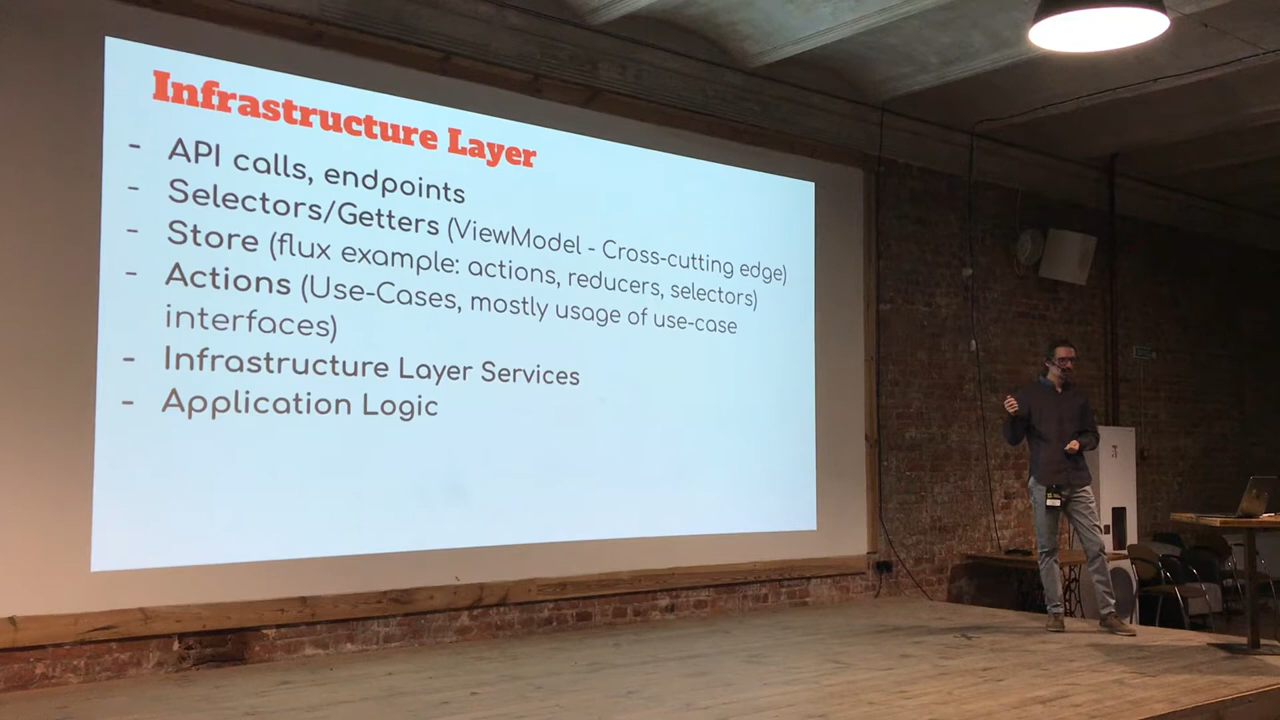 Infrastructure Layer
- API calls, endpoints
- Selectors/Getters (ViewModel - Cross-cutting edge)
- Store (flux example: actions, reducers, selectors)
- Actions (Use-Cases, mostly usage of use-case
interfaces)
- Infrastructure Layer Services
- Application Logic